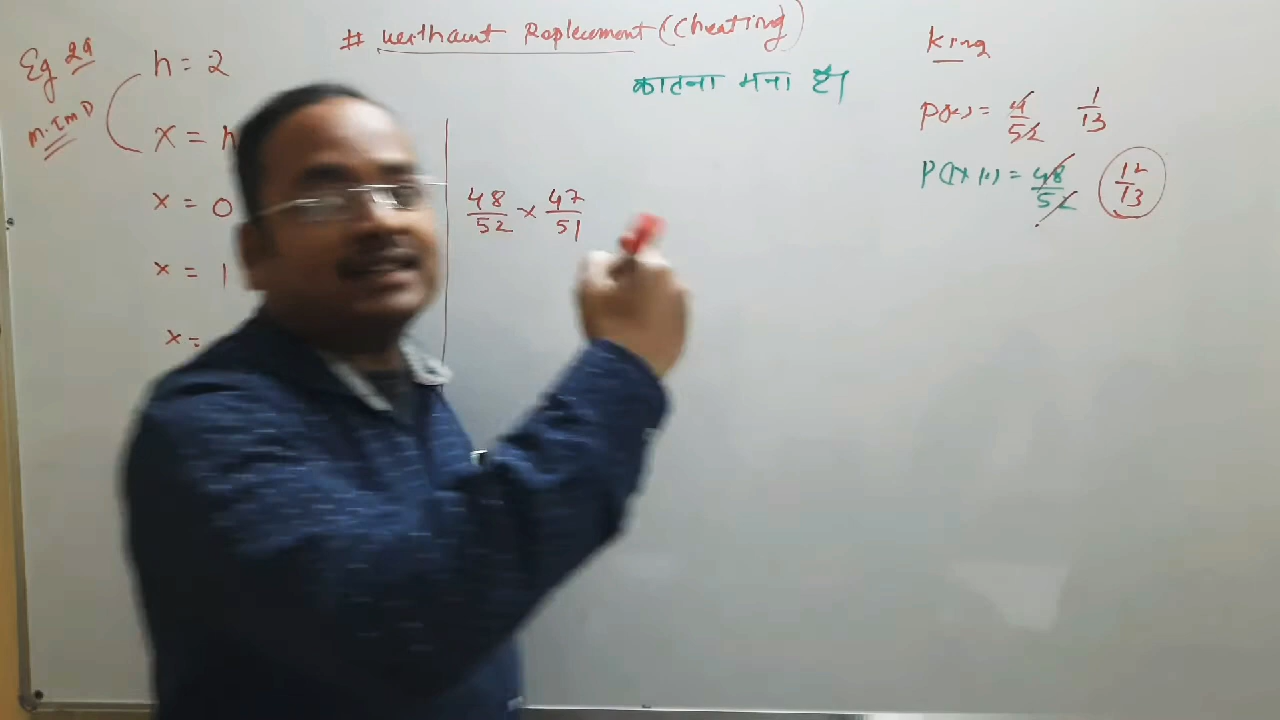 Eg 29
M. Imp
n = 2
X = n
x = 0
x = 1
x =
# Without Replacement (Cheating)
काटना मना है।
48/52 × 47/51
King
P(K) = 4/52 1/13
P(NK) = 48/52 12/13